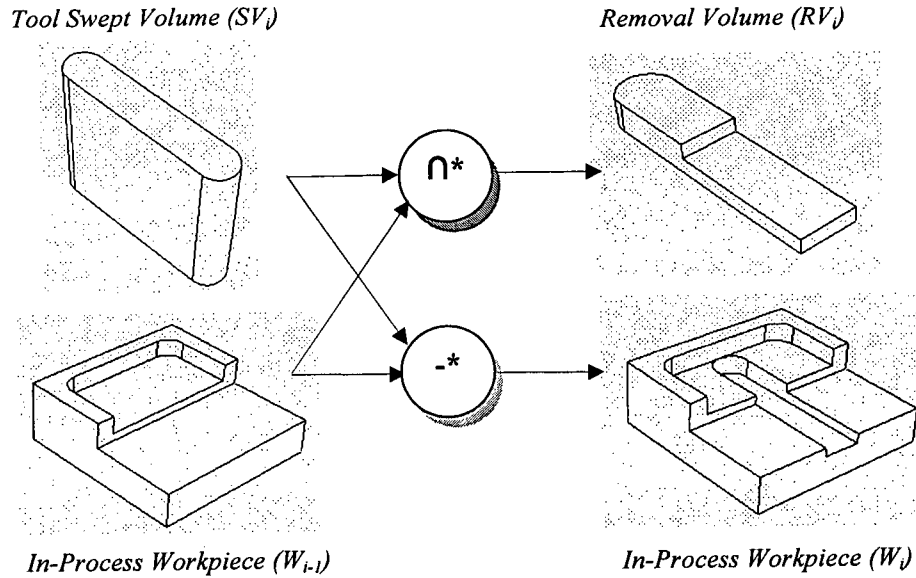 Tool Swept Volume (SVi)
Removal Volume (RVi)
∩*
-*
In-Process Workpiece (Wi-1)
In-Process Workpiece (Wi)